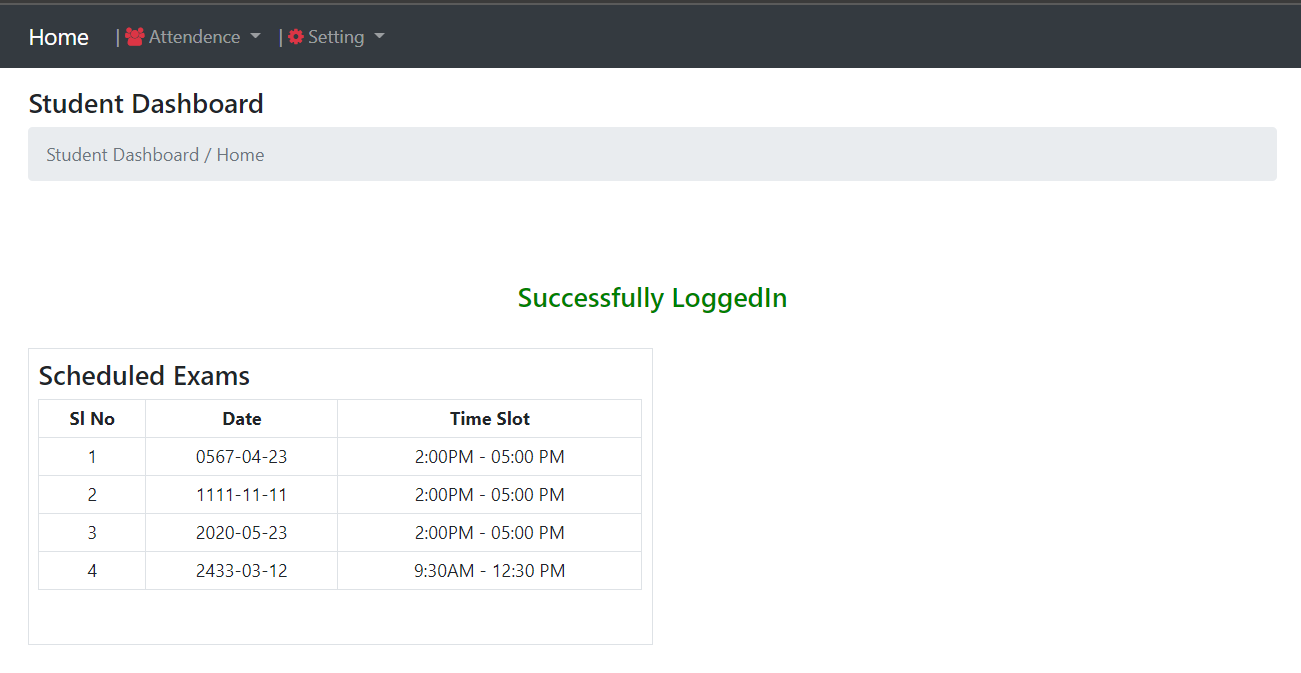 Home | Attendence | Setting
Student Dashboard
Student Dashboard / Home
Successfully LoggedIn
Scheduled Exams
Sl No Date Time Slot
1 0567-04-23 2:00PM - 05:00 PM
2 1111-11-11 2:00PM - 05:00 PM
3 2020-05-23 2:00PM - 05:00 PM
4 2433-03-12 9:30AM - 12:30 PM